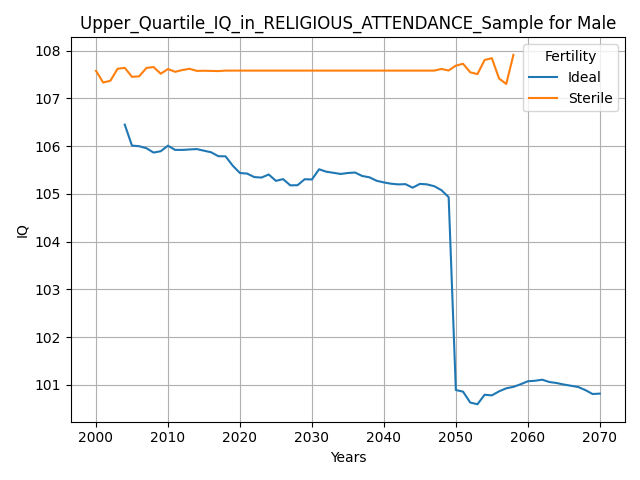 Upper_Quartile_IQ_in_RELIGIOUS_ATTENDANCE_Sample for Male
Fertility
Ideal
Sterile
108
107
106
105
104
103
102
101
IQ
2000 2010 2020 2030 2040 2050 2060 2070
Years